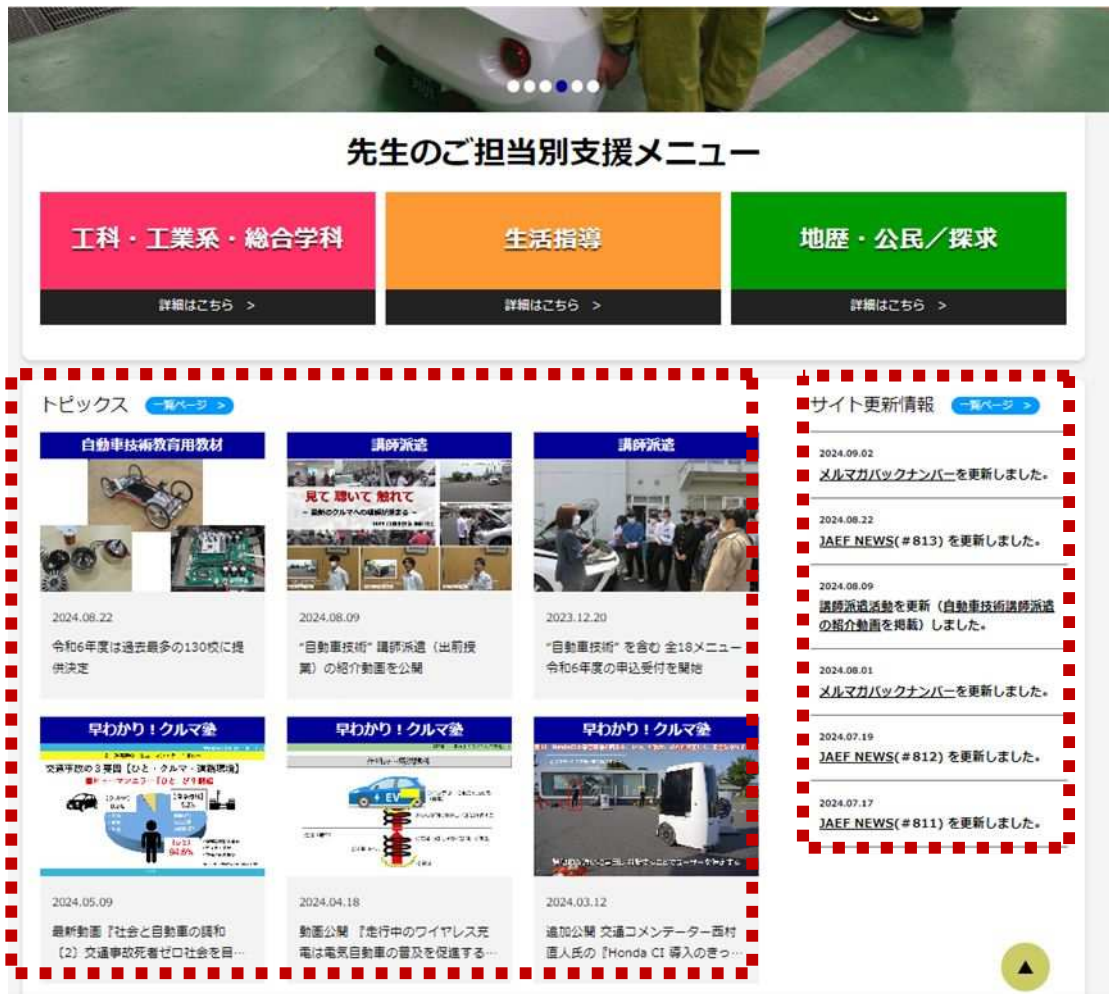 先生のご担当別支援メニュー
工科・工業系・総合学科
生活指導
地歴・公民／探求
詳細はこちら >
詳細はこちら >
詳細はこちら >
トピックス 一覧ページ >
自動車技術教育用教材
講師派遣
講師派遣
見て 聴いて 触れて
2024.08.22
令和6年度は過去最多の130校に提
供決定
2024.08.09
“自動車技術” 講師派遣（出前授
業）の紹介動画を公開
2023.12.20
“自動車技術” を含む 全18メニュー
令和6年度の申込受付を開始
早わかり！クルマ塾
早わかり！クルマ塾
早わかり！クルマ塾
交通事故の３要因【ひと・クルマ・道路環境】
EV
2024.05.09
最新動画『社会と自動車の調和
〔2〕交通事故死者ゼロ社会を目…
2024.04.18
動画公開 『走行中のワイヤレス充
電は電気自動車の普及を促進する…
2024.03.12
追加公開 交通コメンテーター西村
直人氏の『Honda CI 導入のきっ…
サイト更新情報 一覧ページ >
2024.09.02
メルマガバックナンバーを更新しました。
2024.08.22
JAEF NEWS(＃813) を更新しました。
2024.08.09
講師派遣活動を更新（自動車技術講師派遣
の紹介動画を掲載）しました。
2024.08.01
メルマガバックナンバーを更新しました。
2024.07.19
JAEF NEWS(＃812) を更新しました。
2024.07.17
JAEF NEWS(＃811) を更新しました。
▲